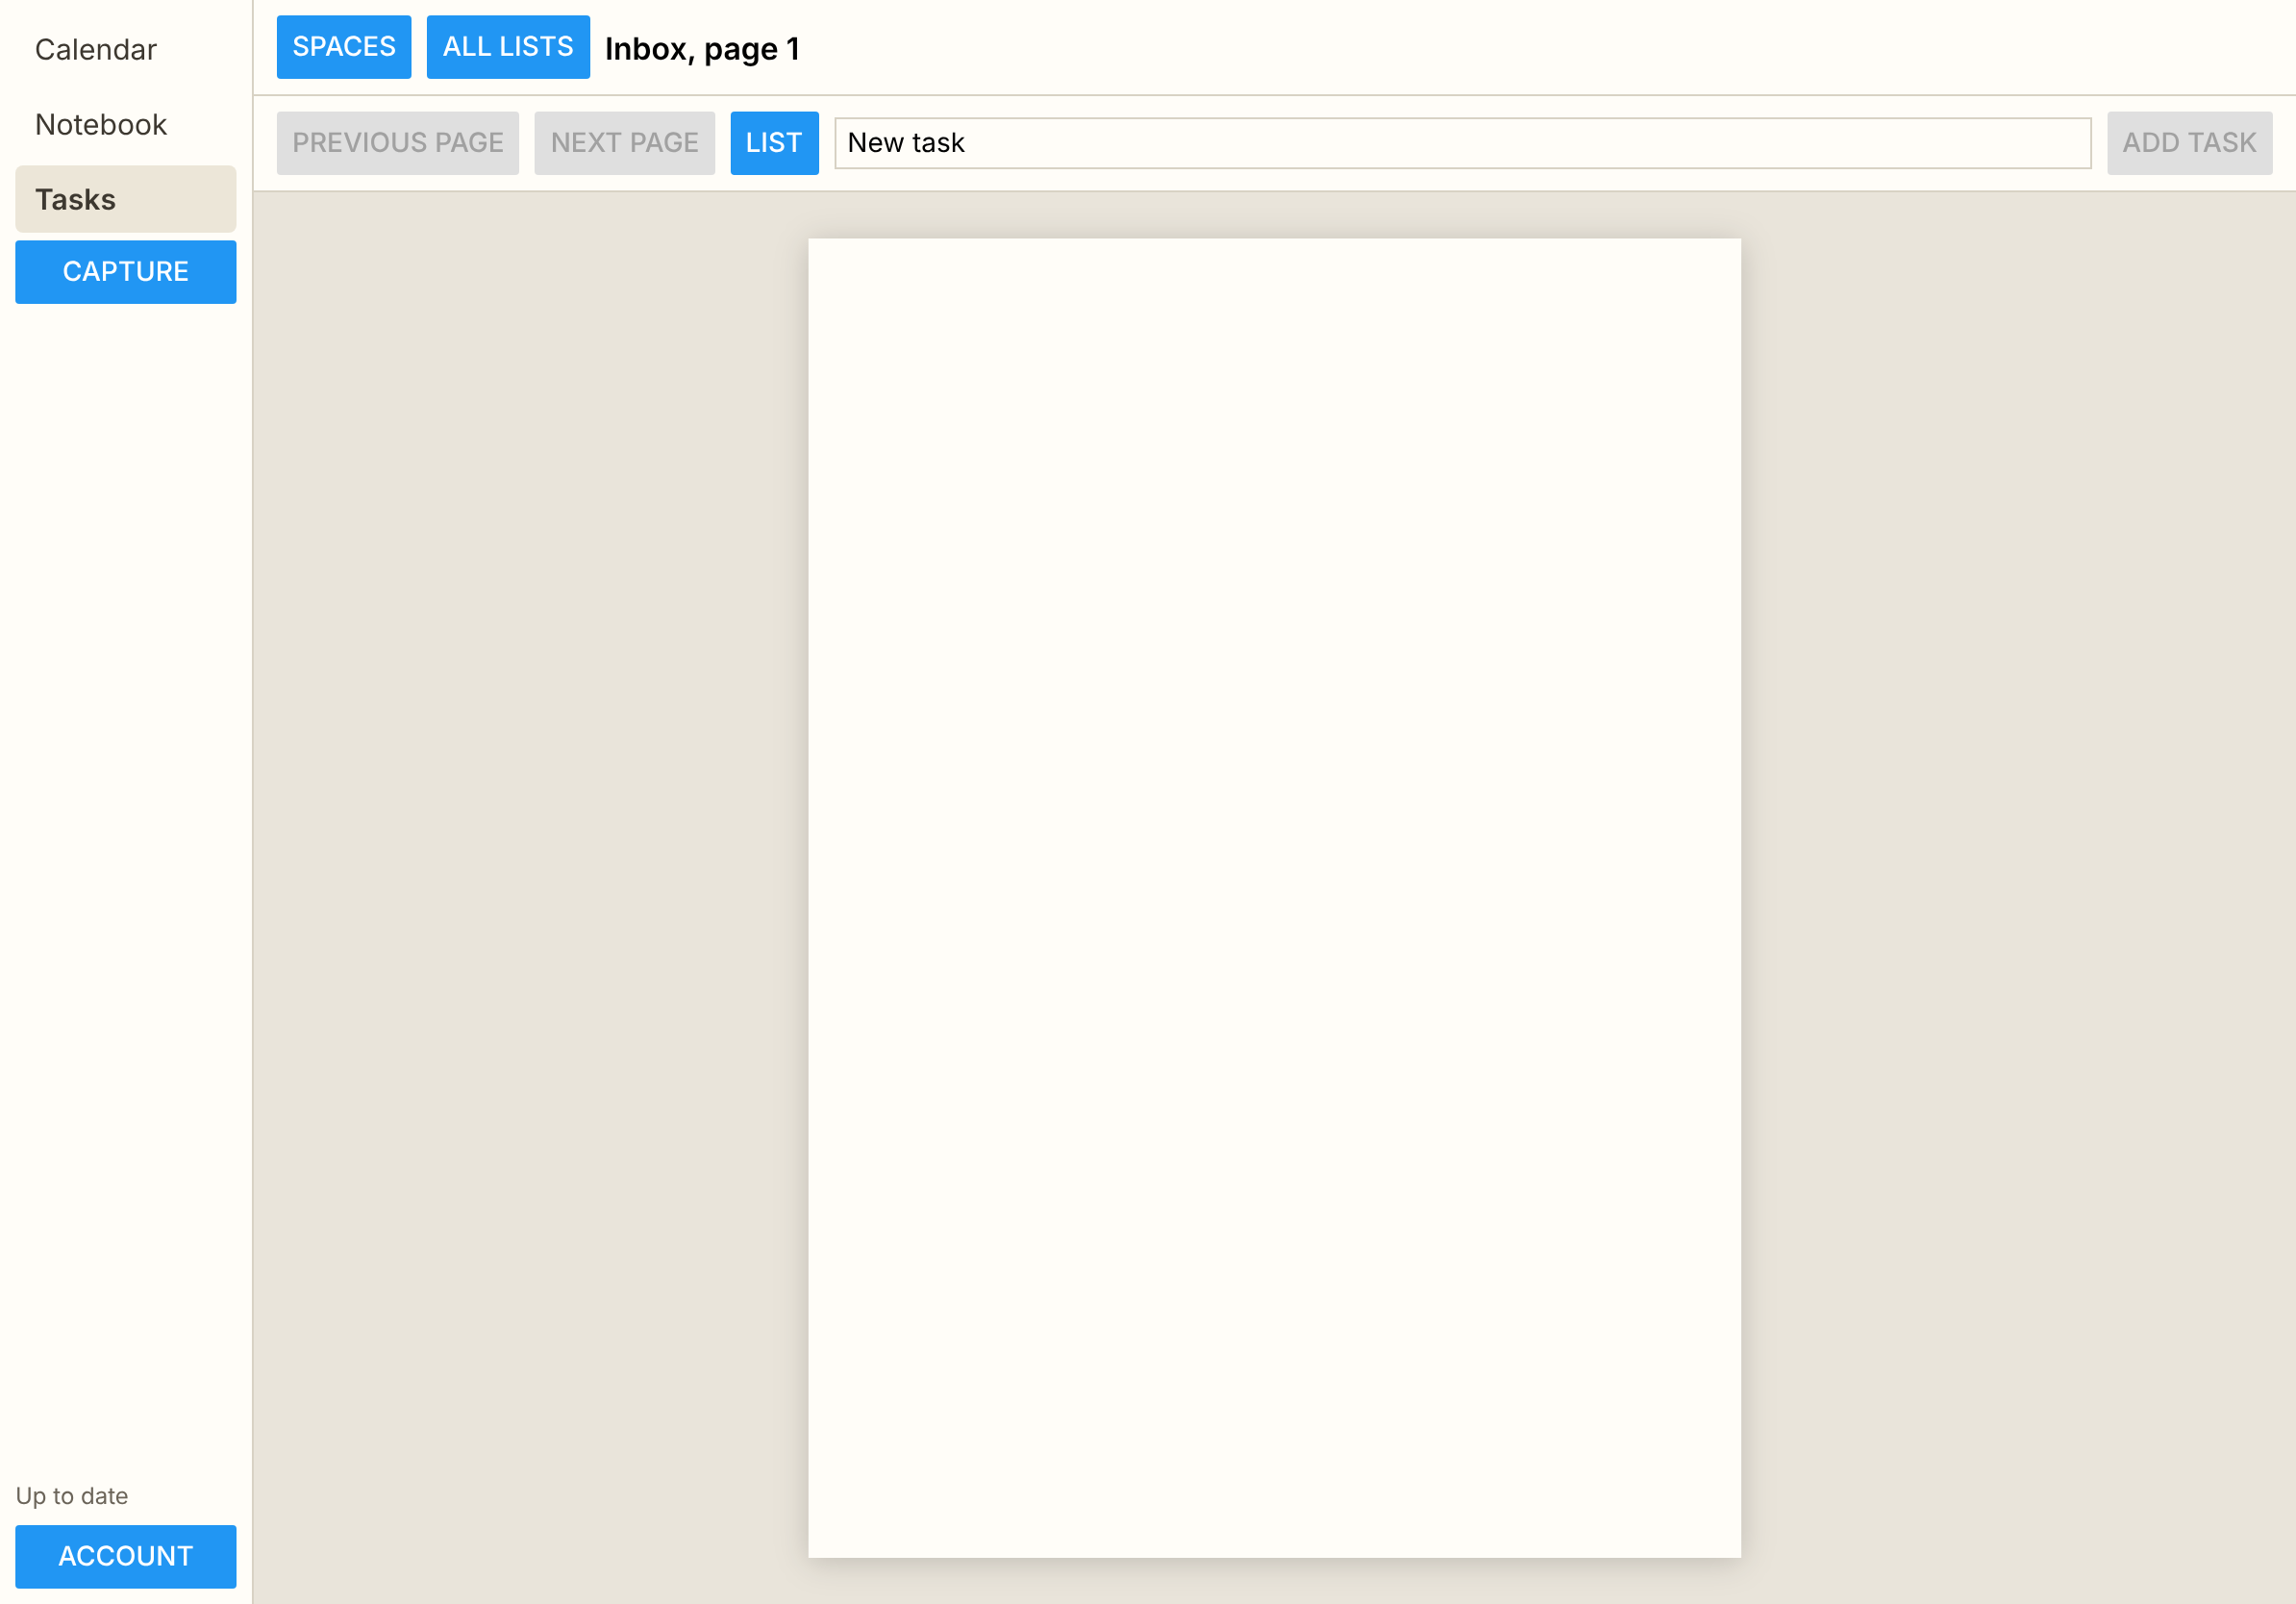 Calendar
Notebook
Tasks
CAPTURE
Up to date
ACCOUNT
SPACES ALL LISTS Inbox, page 1
PREVIOUS PAGE NEXT PAGE LIST New task ADD TASK